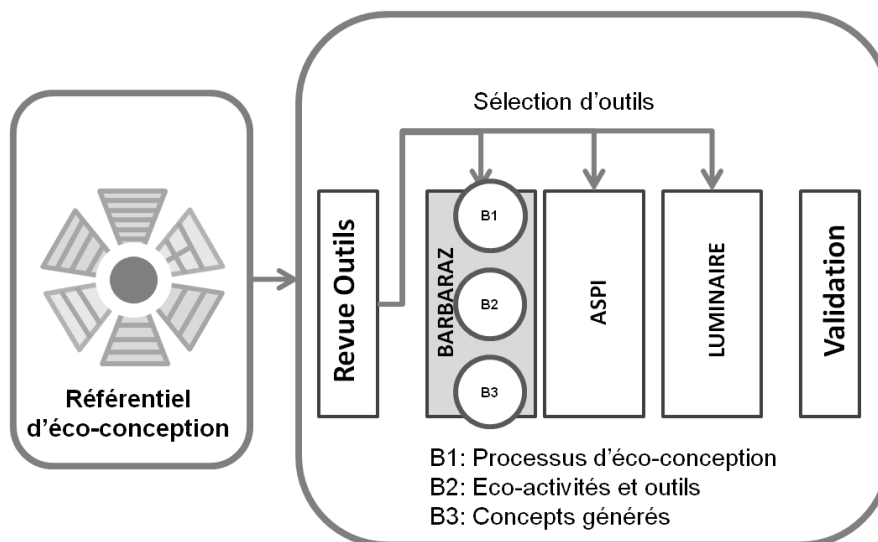 Référentiel
d'éco-conception
Sélection d'outils
Revue Outils
BARBARAZ
B1
B2
B3
ASPI
LUMINAIRE
Validation
B1: Processus d'éco-conception
B2: Eco-activités et outils
B3: Concepts générés